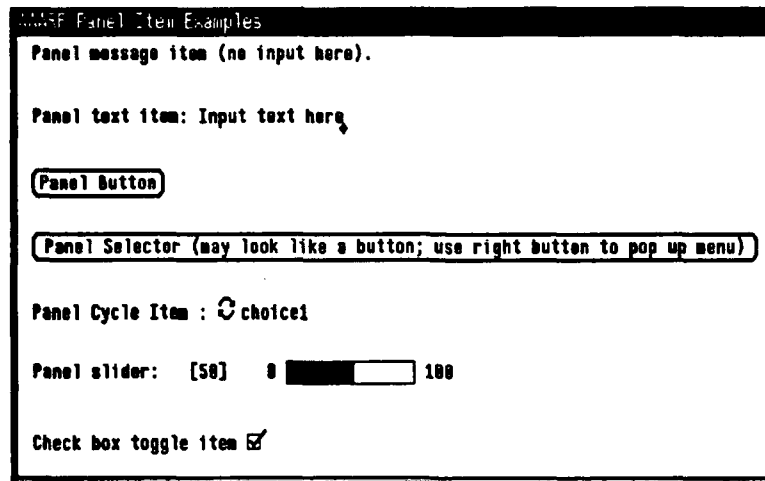 Panel Item Examples
Panel message item (no input here).
Panel text item: Input text here
Panel Button
Panel Selector (may look like a button; use right button to pop up menu)
Panel Cycle Item : choice1
Panel slider: [50] 0 100
Check box toggle item